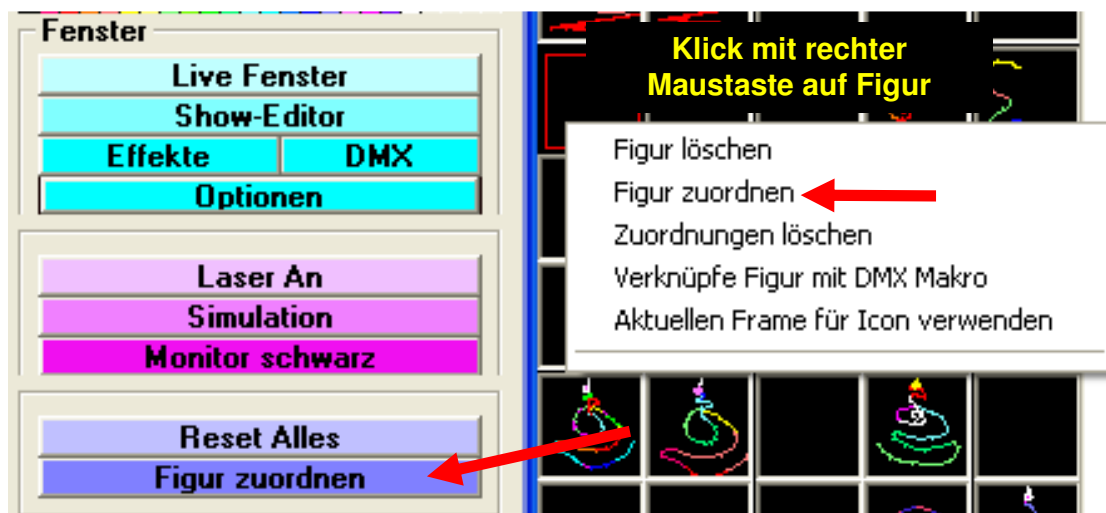 Fenster
Live Fenster
Show-Editor
Effekte
DMX
Optionen
Laser An
Simulation
Monitor schwarz
Reset Alles
Figur zuordnen
Klick mit rechter
Maustaste auf Figur
Figur löschen
Figur zuordnen
Zuordnungen löschen
Verknüpfe Figur mit DMX Makro
Aktuellen Frame für Icon verwenden